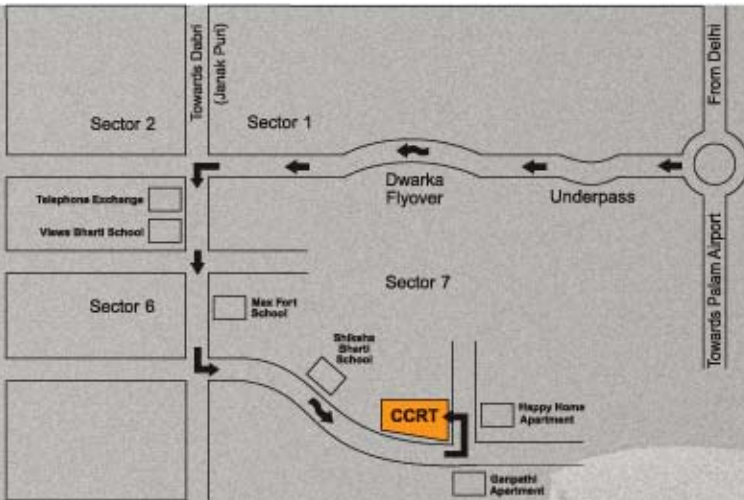 Towards Dabri
(Janak Puri)
From Delhi
Sector 2
Sector 1
Dwarka
Flyover
Underpass
Telephone Exchange
Views Bharti School
Sector 7
Towards Palam Airport
Sector 6
Max Fort
School
Shiksha
Bharti
School
CCRT
Happy Home
Apartment
Ganpathi
Apartment